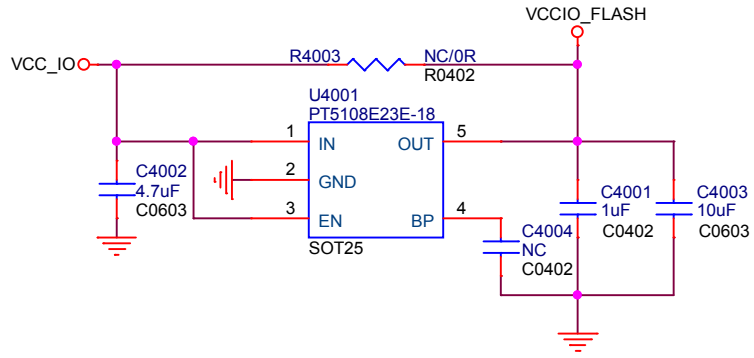 VCCIO_FLASH
VCC_IO
R4003
NC/0R
R0402
U4001
PT5108E23E-18
1
IN
OUT
5
2
GND
3
EN
BP
4
SOT25
C4002
4.7uF
C0603
C4004
NC
C0402
C4001
1uF
C0402
C4003
10uF
C0603